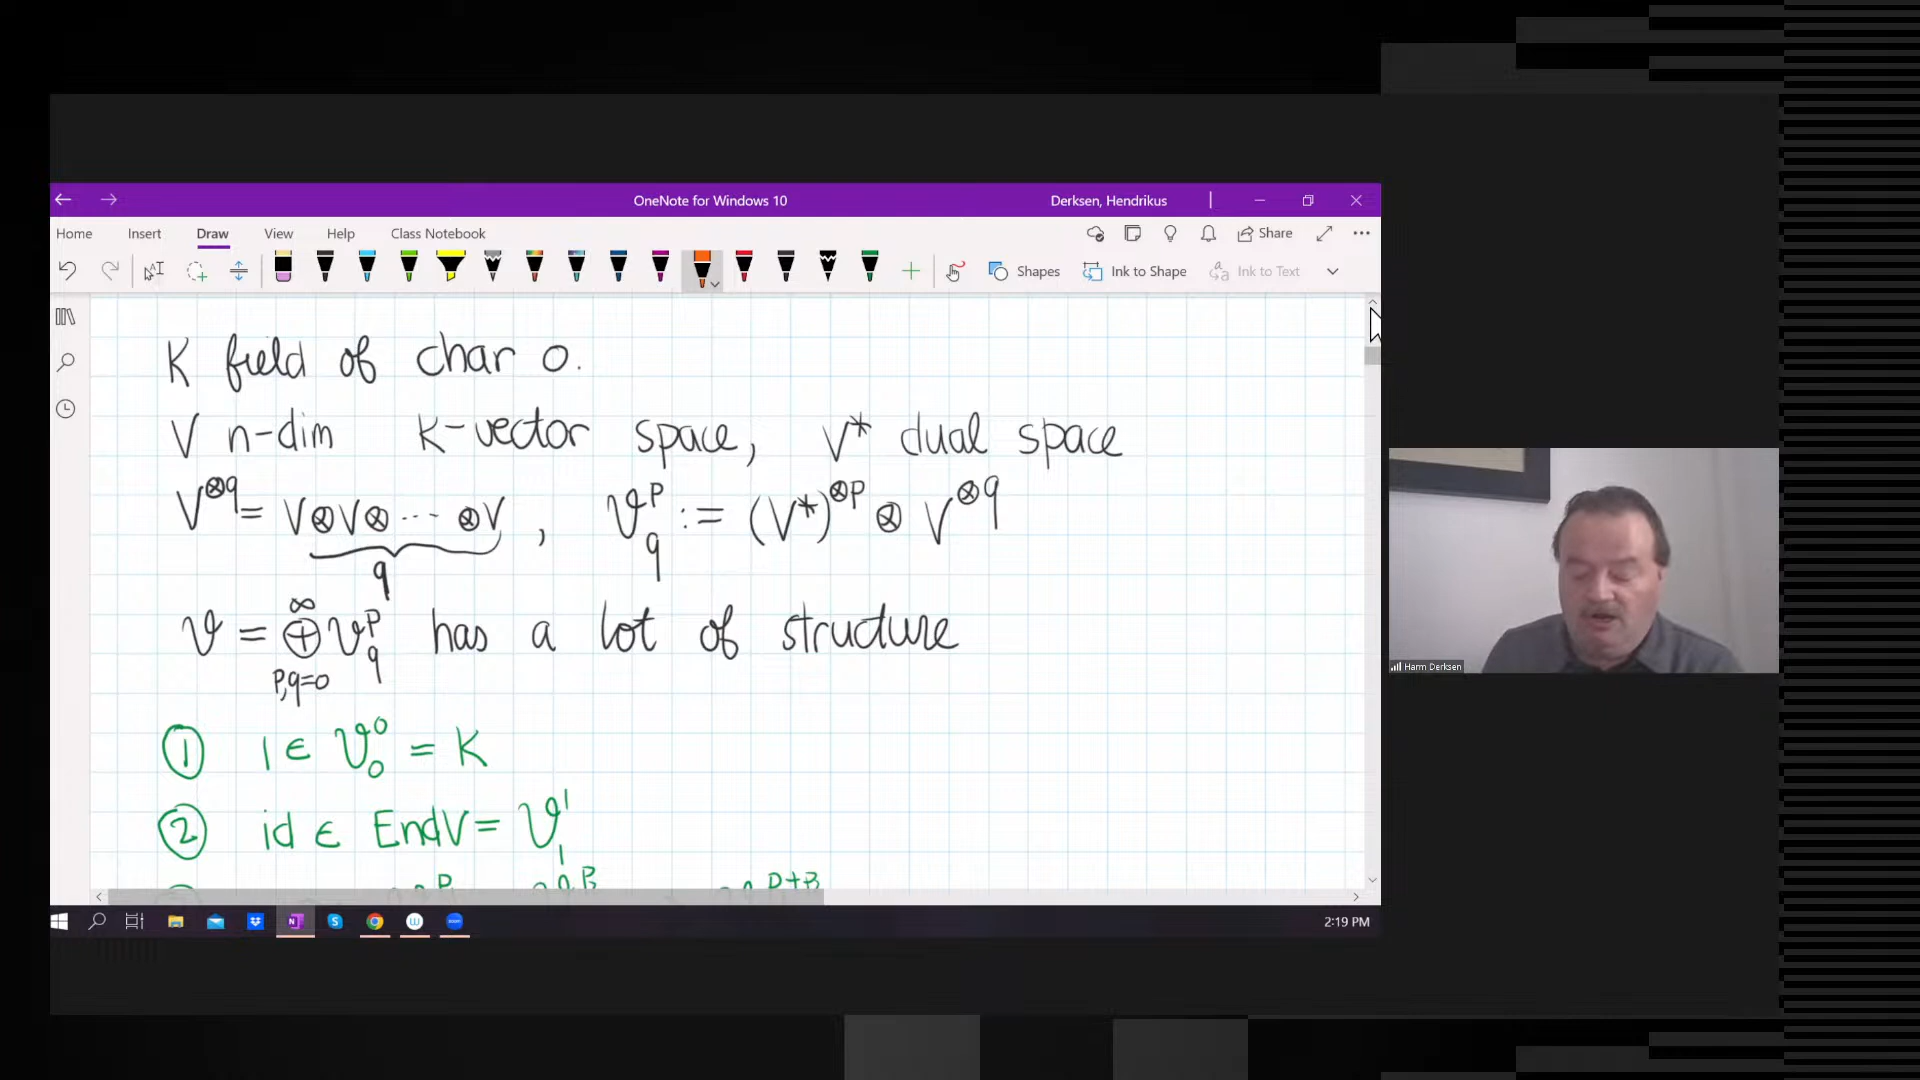 OneNote for Windows 10
Derksen, Hendrikus
Home Insert Draw View Help Class Notebook Share
Shapes Ink to Shape Ink to Text
K field of char 0.
V n-dim K-vector space, V* dual space
V^{⊗q} = V⊗V⊗ ··· ⊗V, 𝒱^p_q := (V*)^{⊗p} ⊗ V^{⊗q}
q
𝒱 = ⊕^∞_{p,q=0} 𝒱^p_q has a lot of structure
① 1 ∈ 𝒱^0_0 = K
② id ∈ End V = 𝒱^1_1
Harm Derksen
2:19 PM